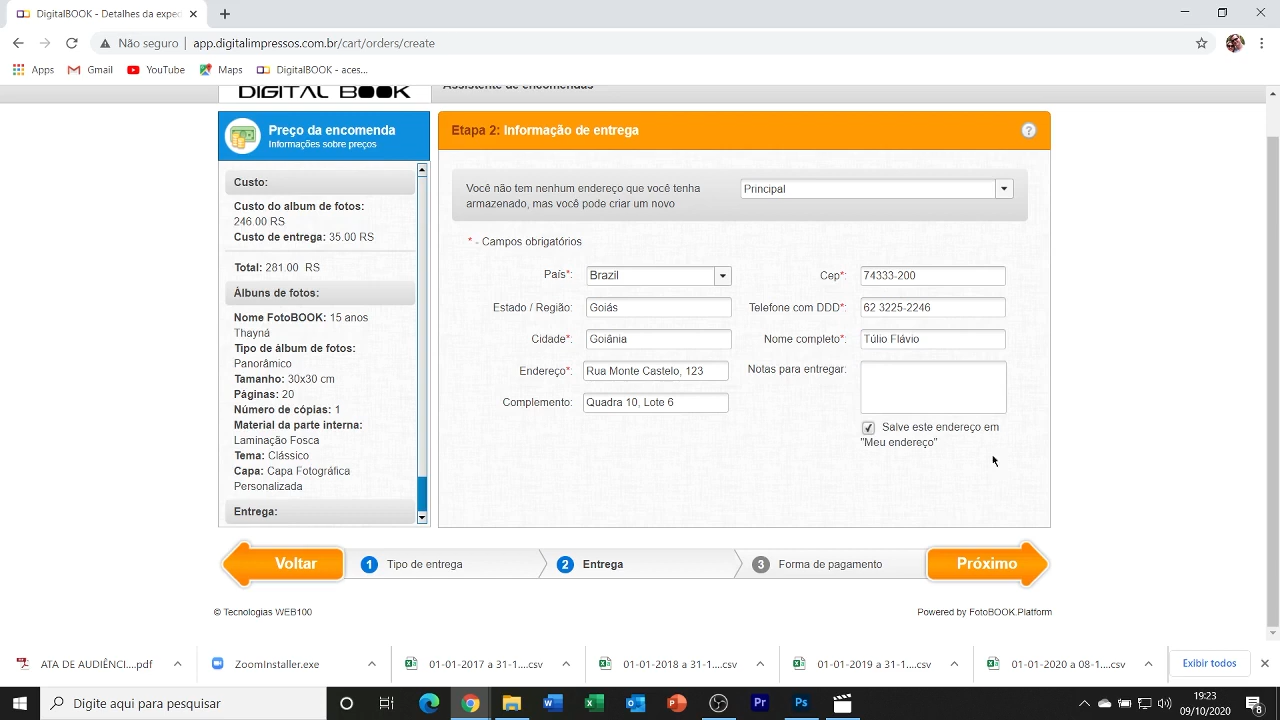 DigitalBOOK - Detalhes da exped
Não seguro
app.digitalimpressos.com.br/cart/orders/create
Apps
Gmail
YouTube
Maps
DigitalBOOK - aces...
DIGITAL BOOK
Assistente de encomendas
Preço da encomenda
Informações sobre preços
Custo:
Custo do album de fotos:
246.00 RS
Custo de entrega: 35.00 RS
Total: 281.00 RS
Álbuns de fotos:
Nome FotoBOOK: 15 anos
Thayná
Tipo de álbum de fotos:
Panorâmico
Tamanho: 30x30 cm
Páginas: 20
Número de cópias: 1
Material da parte interna:
Laminação Fosca
Tema: Clássico
Capa: Capa Fotográfica
Personalizada
Entrega:
Etapa 2: Informação de entrega
?
Você não tem nenhum endereço que você tenha
armazenado, mas você pode criar um novo
Principal
* - Campos obrigatórios
País*: Brazil
Estado / Região: Goiás
Cidade*: Goiânia
Endereço*: Rua Monte Castelo, 123
Complemento: Quadra 10, Lote 6
Cep*: 74333-200
Telefone com DDD*: 62 3225-2246
Nome completo*: Túlio Flávio
Notas para entregar:
Salve este endereço em
"Meu endereço"
Voltar
1 Tipo de entrega
2 Entrega
3 Forma de pagamento
Próximo
© Tecnologias WEB100
Powered by FotoBOOK.Platform
ATA DE AUDIÊNCI....pdf
ZoomInstaller.exe
01-01-2017 a 31-1....csv
01-01-2018 a 31-1....csv
01-01-2019 a 31-1....csv
01-01-2020 a 08-1....csv
Exibir todos
Digite aqui para pesquisar
Pr
Ps
19:23
09/10/2020
8